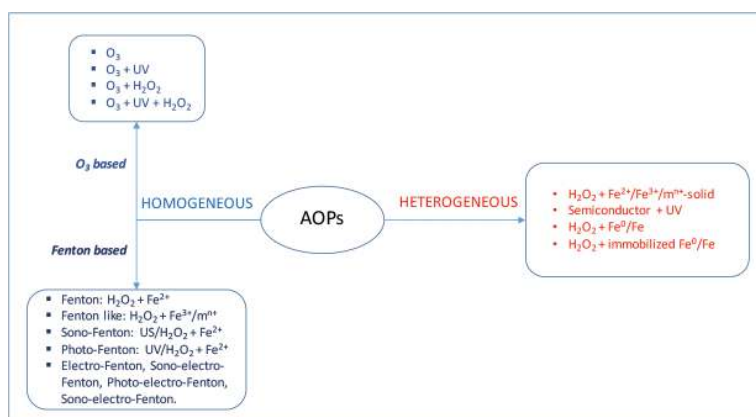 ▪ O₃
▪ O₃ + UV
▪ O₃ + H₂O₂
▪ O₃ + UV + H₂O₂
O₃ based
HOMOGENEOUS
AOPs
HETEROGENEOUS
• H₂O₂ + Fe²⁺/Fe³⁺/mⁿ⁺-solid
• Semiconductor + UV
• H₂O₂ + Fe⁰/Fe
• H₂O₂ + immobilized Fe⁰/Fe
Fenton based
▪ Fenton: H₂O₂ + Fe²⁺
▪ Fenton like: H₂O₂ + Fe³⁺/mⁿ⁺
▪ Sono-Fenton: US/H₂O₂ + Fe²⁺
▪ Photo-Fenton: UV/H₂O₂ + Fe²⁺
▪ Electro-Fenton, Sono-electro-
Fenton, Photo-electro-Fenton,
Sono-electro-Fenton.